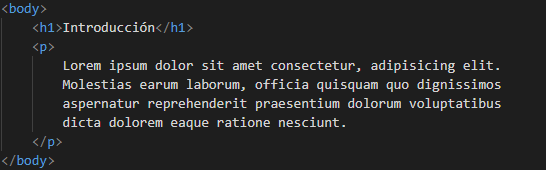 <body>
<h1>Introducción</h1>
<p>
Lorem ipsum dolor sit amet consectetur, adipisicing elit.
Molestias earum laborum, officia quisquam quo dignissimos
aspernatur reprehenderit praesentium dolorum voluptatibus
dicta dolorem eaque ratione nesciunt.
</p>
</body>